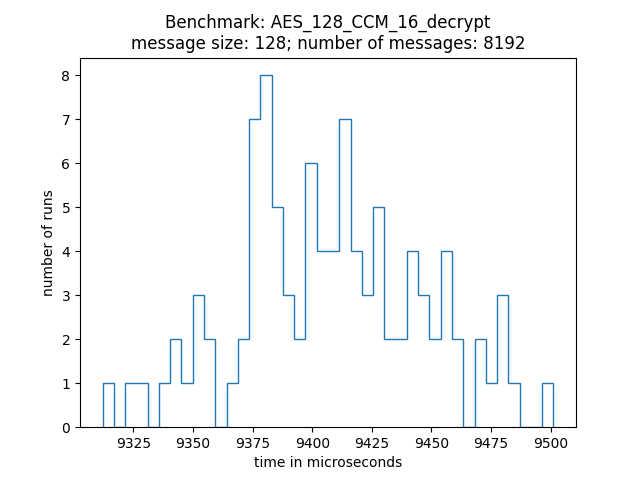 Benchmark: AES_128_CCM_16_decrypt
message size: 128; number of messages: 8192
number of runs
8
7
6
5
4
3
2
1
0
9325 9350 9375 9400 9425 9450 9475 9500
time in microseconds